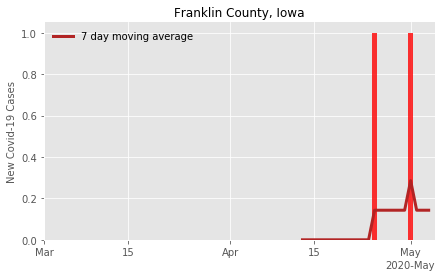 Franklin County, Iowa
7 day moving average
New Covid-19 Cases
1.0
0.8
0.6
0.4
0.2
0.0
Mar 15 Apr 15 May
2020-May